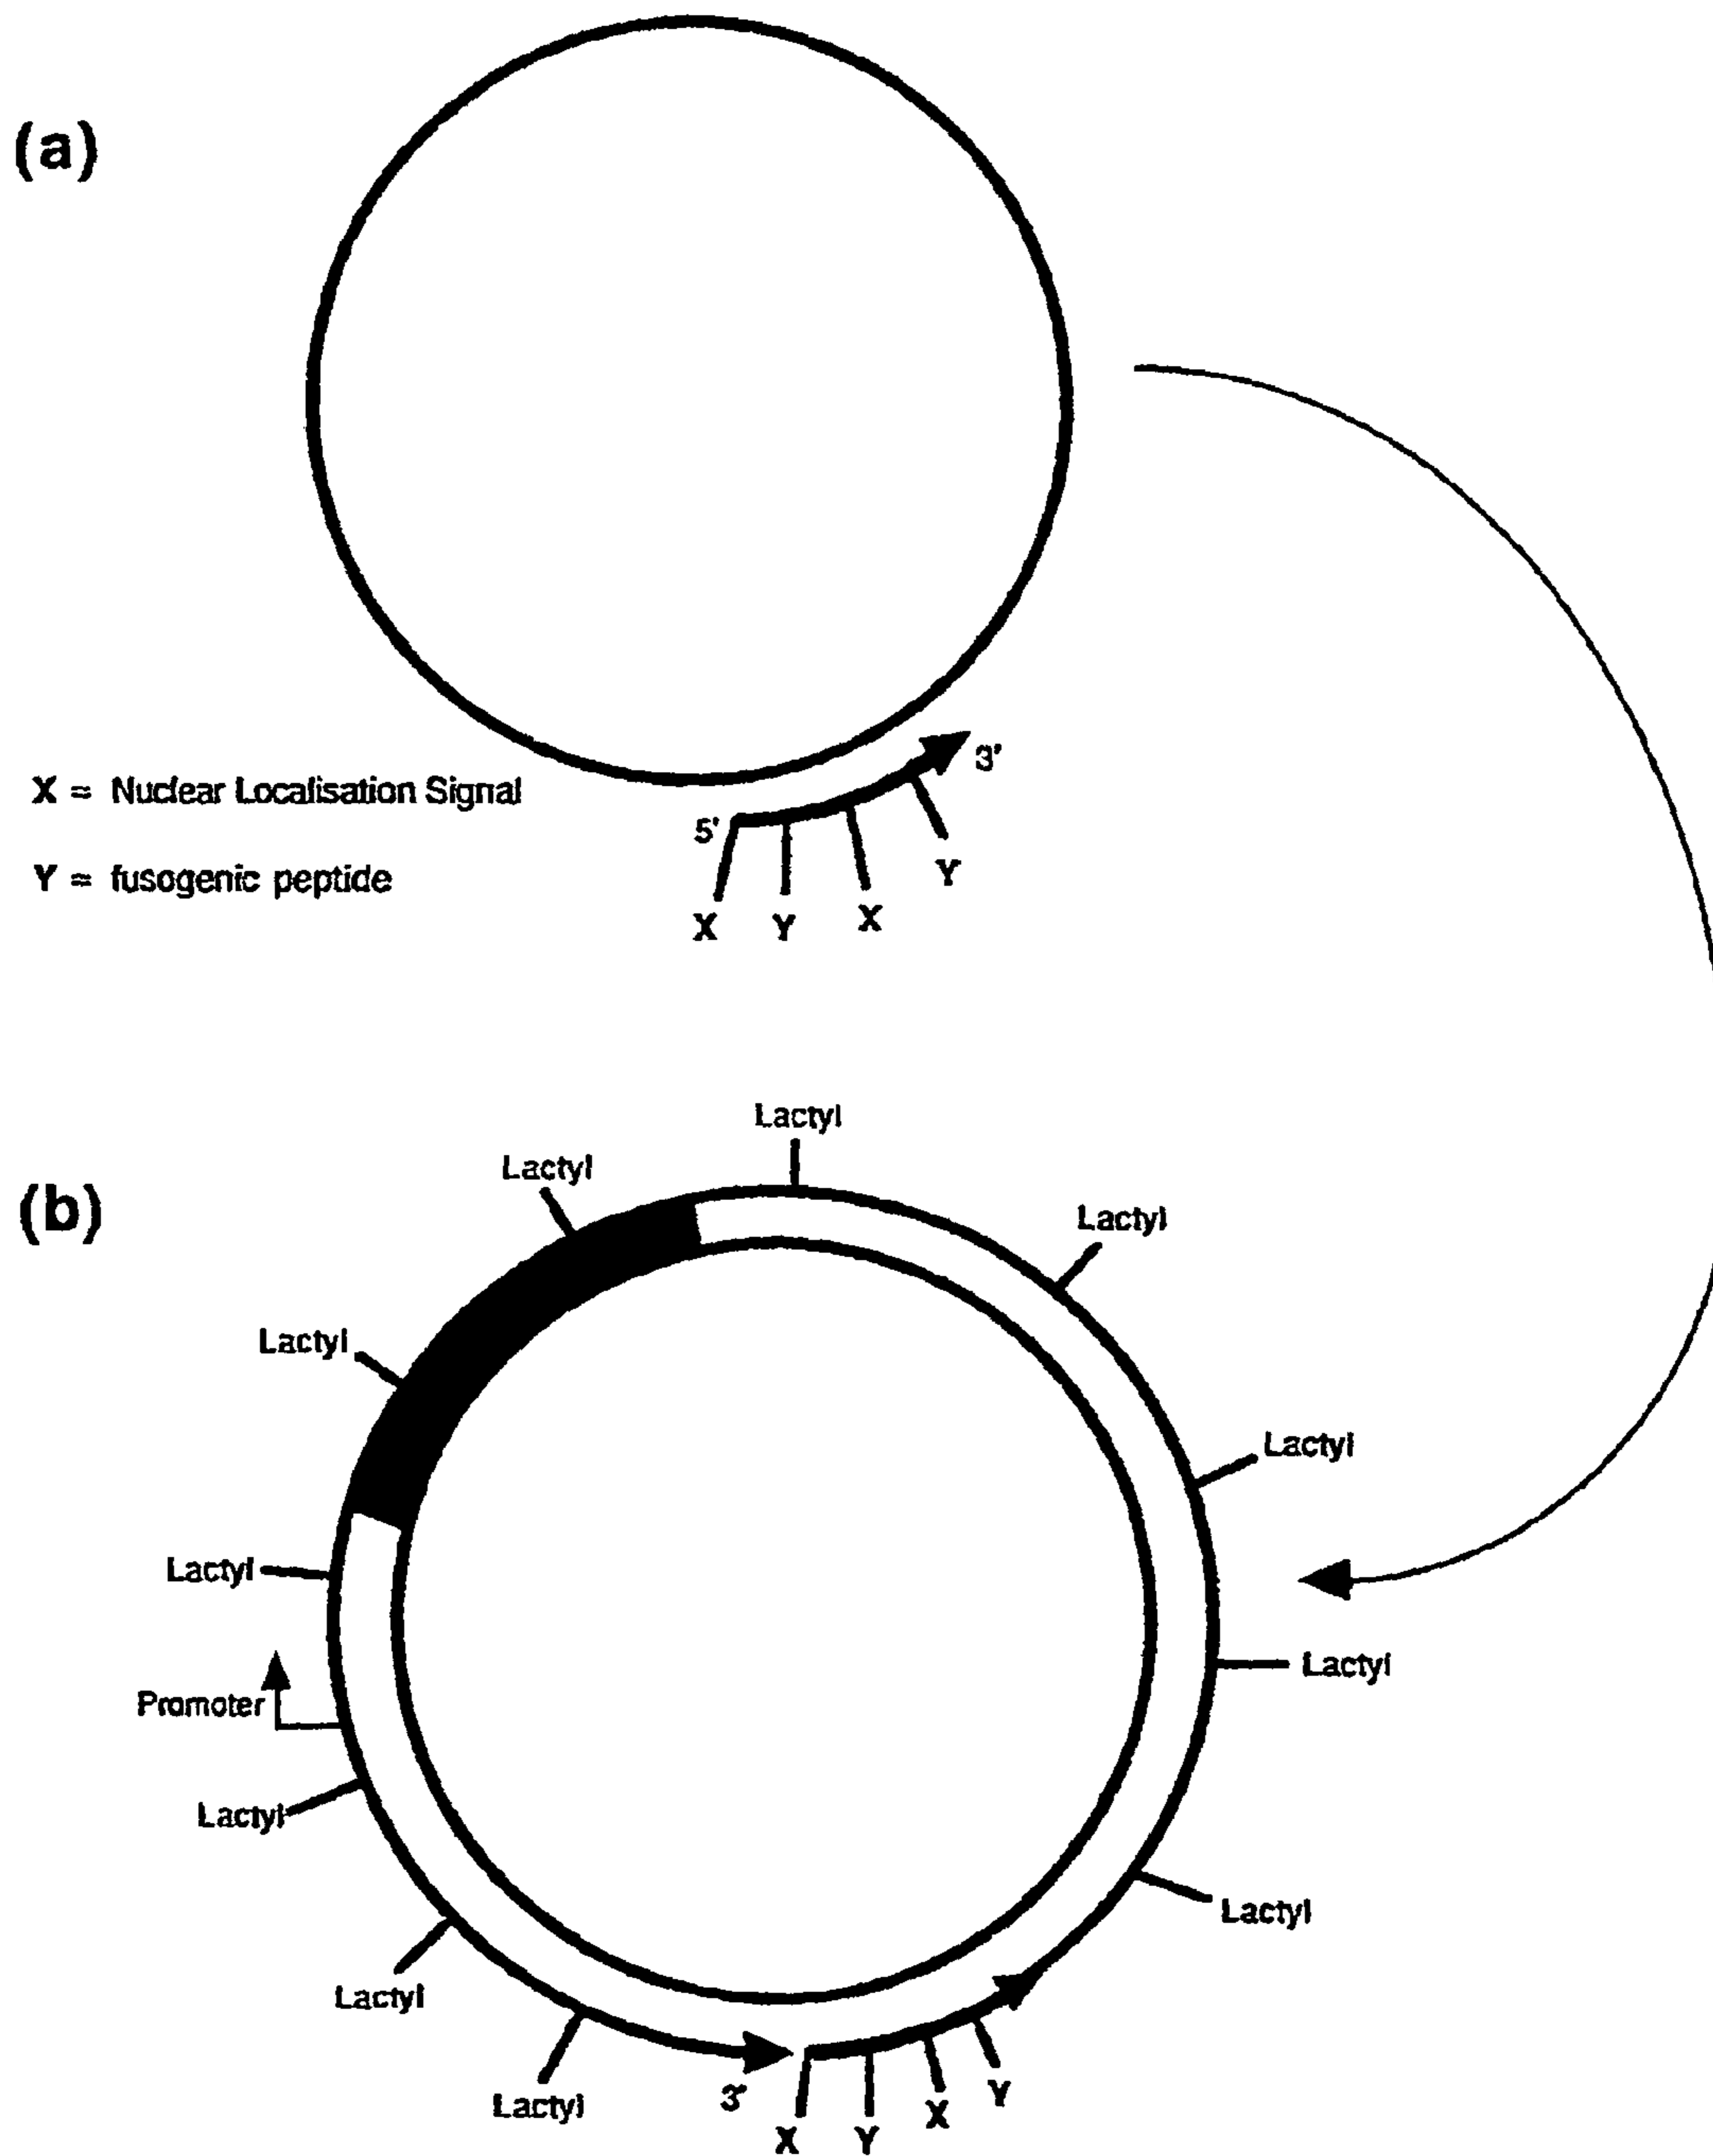 (a)
X = Nuclear Localisation Signal
Y = fusogenic peptide
5'
3'
X
Y
X
Y
(b)
Lactyl
Lactyl
Lactyl
Lactyl
Lactyl
Lactyl
Lactyl
Promoter
Lactyl
Lactyl
Lactyl
Lactyl
3'
X
Y
X
Y